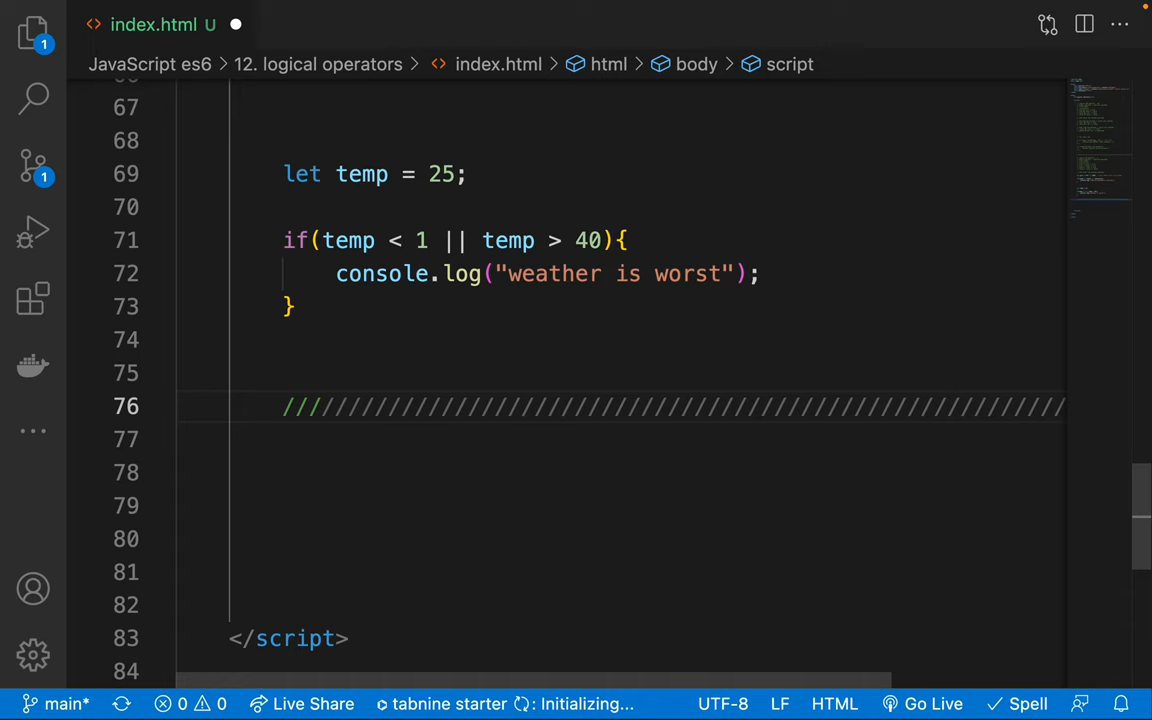 index.html U
JavaScript es6 > 12. logical operators > index.html > html > body > script
67
68
69 let temp = 25;
70
71 if(temp < 1 || temp > 40){
72 console.log("weather is worst");
73 }
74
75
76 ///////////////////////////////////////////////////////////
77
78
79
80
81
82
83 </script>
84
1
1
main* 0 0 Live Share tabnine starter : Initializing... UTF-8 LF HTML Go Live Spell